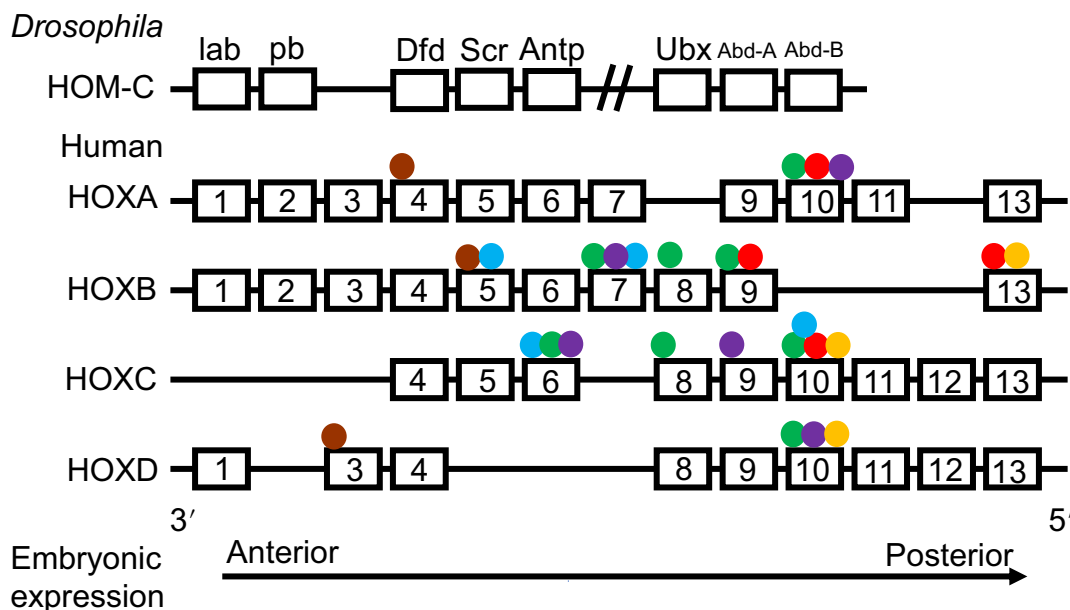 Drosophila
lab pb Dfd Scr Antp Ubx Abd-A Abd-B
HOM-C
Human
HOXA 1 2 3 4 5 6 7 9 10 11 13
HOXB 1 2 3 4 5 6 7 8 9 13
HOXC 4 5 6 8 9 10 11 12 13
HOXD 1 3 4 8 9 10 11 12 13
3′ 5′
Embryonic expression
Anterior Posterior